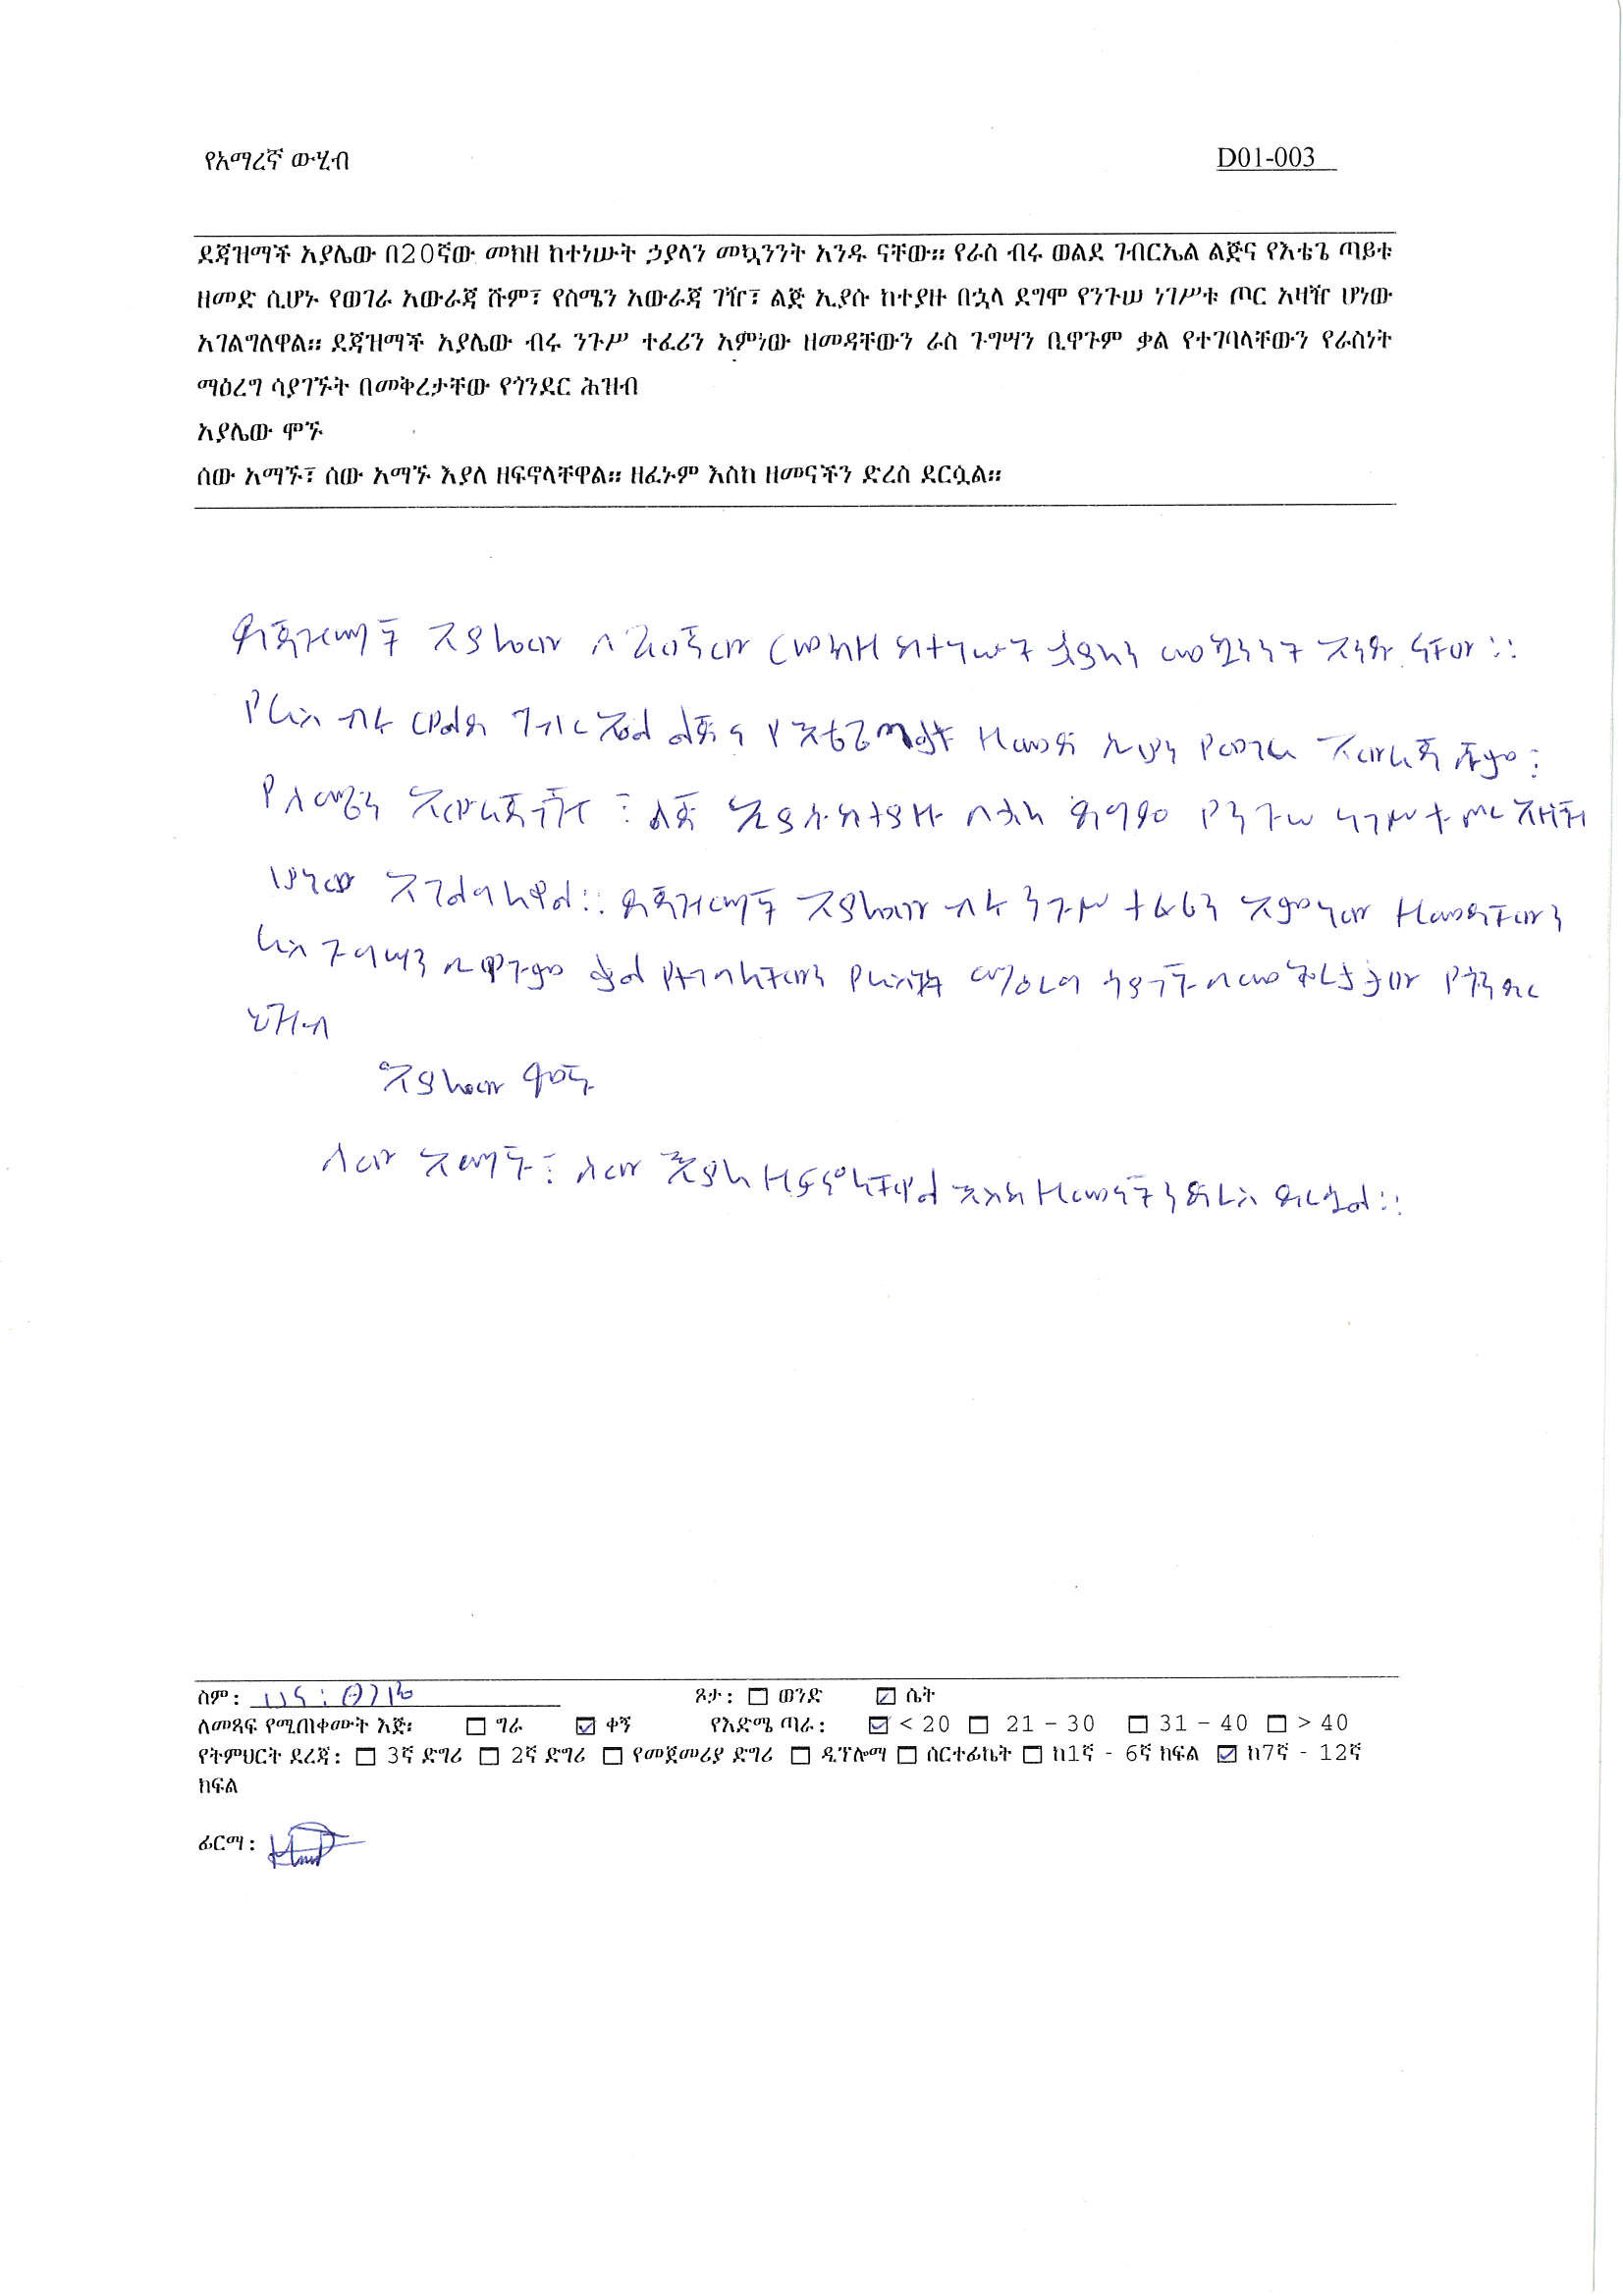 የአማረኛ ውሂብ D01-003
ደጃዝማች አያሌው በ20ኛው መክዘ ከተነሡት ኃያላን መኳንንት አንዱ ናቸው። የራስ ብሩ ወልደ ገብርኤል ልጅና የእቴጌ ጣይቱ
ዘመድ ሲሆኑ የወገራ አውራጃ ሹም፣ የስሜን አውራጃ ገዥ፣ ልጅ ኢያሱ ከተያዙ በኋላ ደግሞ የንጉሠ ነገሥቱ ጦር አዛዥ ሆነው
አገልግለዋል። ደጃዝማች አያሌው ብሩ ንጉሥ ተፈሪን አምነው ዘመዳቸውን ራስ ጉግሣን ቢዋጉም ቃል የተገባላቸውን የራስነት
ማዕረግ ሳያገኙት በመቅረታቸው የጎንደር ሕዝብ
አያሌው ሞኙ
ሰው አማኙ፣ ሰው አማኙ እያለ ዘፍኖላቸዋል። ዘፈኑም እስከ ዘመናችን ድረስ ደርሷል።
ደጃዝማች አያሌው በ20ኛው መክዘ ከተነሡት ኃያላን መኳንንት አንዱ ናቸው።
የራስ ብሩ ወልደ ገብርኤል ልጅና የእቴጌ ጣይቱ ዘመድ ሲሆን የወገራ አውራጃ ሹም፣
የስሜን አውራጃ ገዥ ፣ ልጅ ኢያሱ ከተያዙ በኋላ ደግሞ የንጉሠ ነገሥቱ ጦር አዛዥ
ሆነው አገልግለዋል። ደጃዝማች አያሌው ብሩ ንጉሥ ተፈሪን አምነው ዘመዳቸውን
ራስ ጉግሣን ቢዋጉም ቃል የተገባላቸውን የራስነት ማዕረግ ሳያገኙ በመቅረታቸው የጎንደር
ህዝብ
አያሌው ሞኙ
ሰው አማኙ፣ ሰው እያለ ዘፍኖላቸዋል እስከ ዘመናችን ድረስ ደርሷል።
ስም: ጾታ: ወንድ ሴት
ለመጻፍ የሚጠቀሙት እጅ፡ ግራ ቀኝ የእድሜ ጣራ: < 20 21 – 30 31 – 40 > 40
የትምህርት ደረጃ: 3ኛ ድግሪ 2ኛ ድግሪ የመጀመሪያ ድግሪ ዲፕሎማ ሰርተፊኬት ከ1ኛ - 6ኛ ክፍል ከ7ኛ - 12ኛ
ክፍል
ፊርማ: